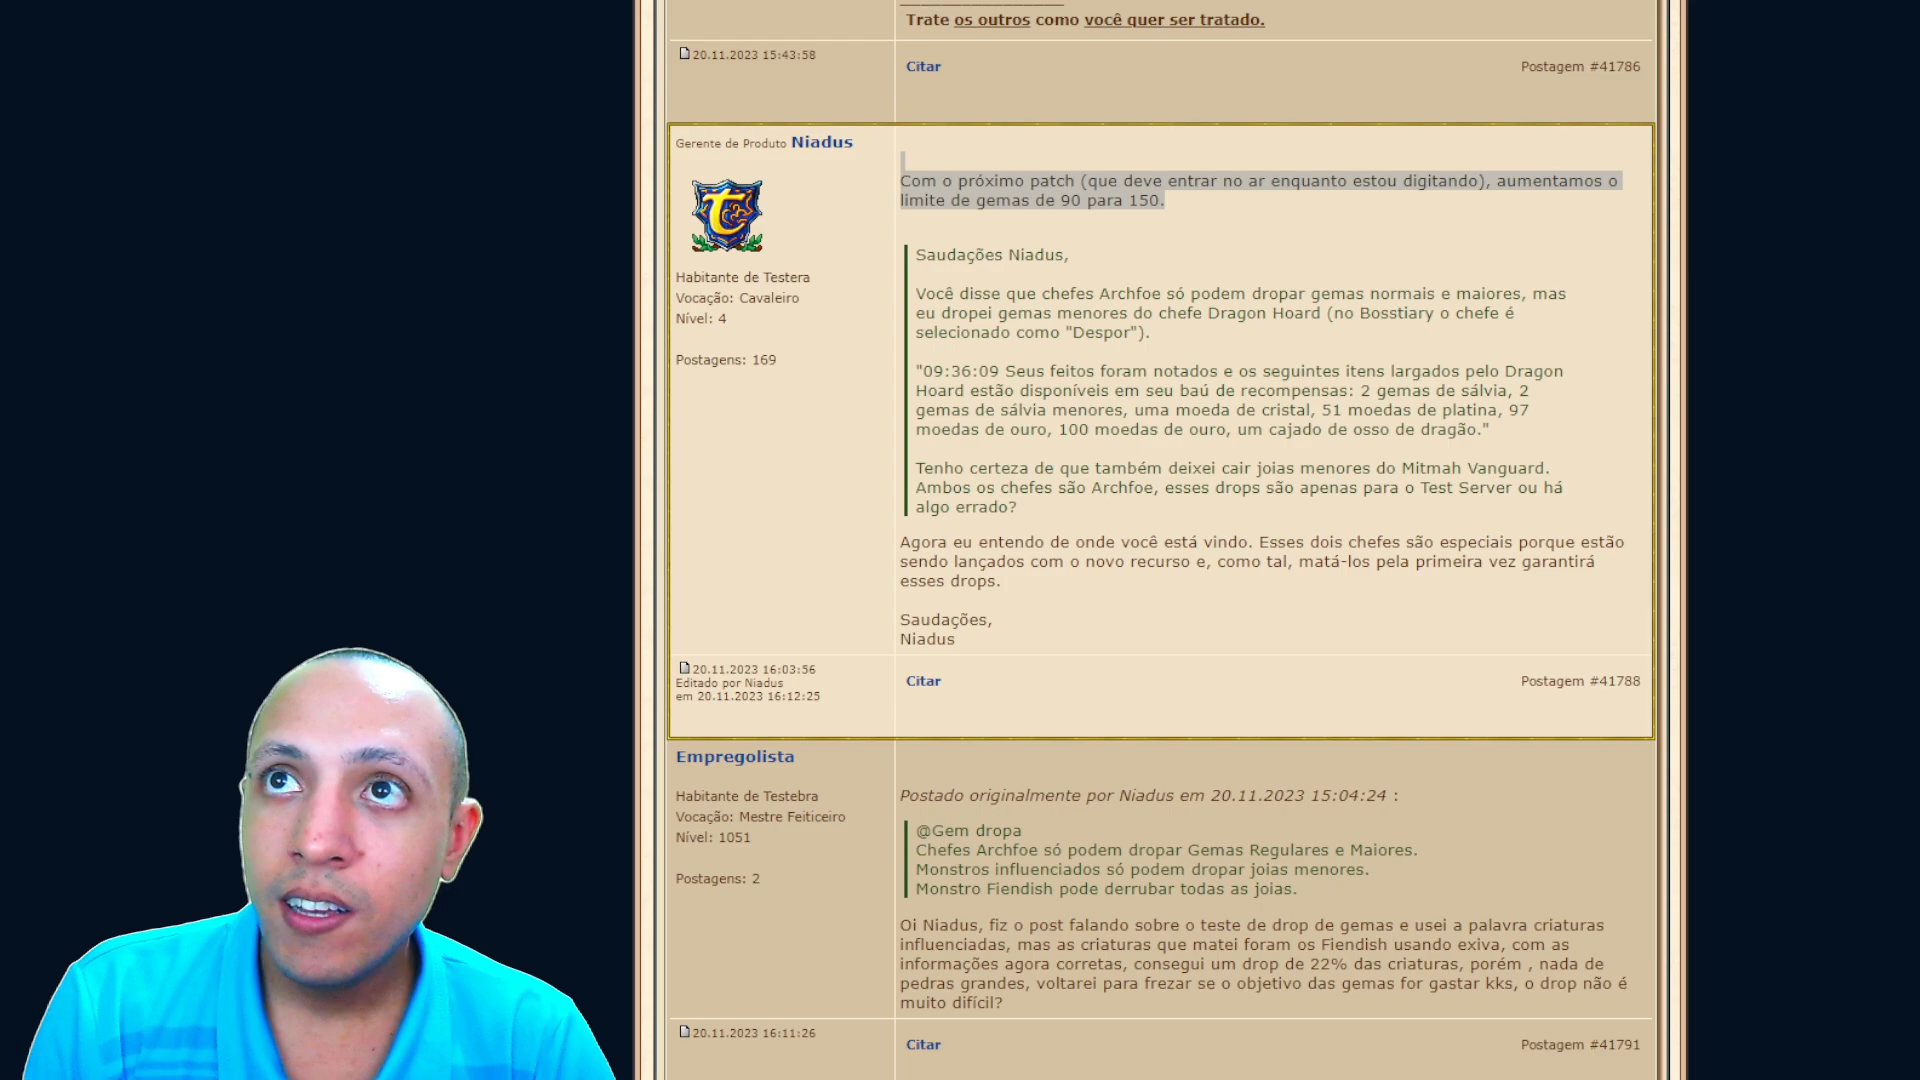 Trate os outros como você quer ser tratado.
20.11.2023 15:43:58
Citar
Postagem #41786
Gerente de Produto Niadus
Habitante de Testera
Vocação: Cavaleiro
Nível: 4
Postagens: 169
Com o próximo patch (que deve entrar no ar enquanto estou digitando), aumentamos o
limite de gemas de 90 para 150.
Saudações Niadus,
Você disse que chefes Archfoe só podem dropar gemas normais e maiores, mas
eu dropei gemas menores do chefe Dragon Hoard (no Bosstiary o chefe é
selecionado como "Despor").
"09:36:09 Seus feitos foram notados e os seguintes itens largados pelo Dragon
Hoard estão disponíveis em seu baú de recompensas: 2 gemas de sálvia, 2
gemas de sálvia menores, uma moeda de cristal, 51 moedas de platina, 97
moedas de ouro, 100 moedas de ouro, um cajado de osso de dragão."
Tenho certeza de que também deixei cair joias menores do Mitmah Vanguard.
Ambos os chefes são Archfoe, esses drops são apenas para o Test Server ou há
algo errado?
Agora eu entendo de onde você está vindo. Esses dois chefes são especiais porque estão
sendo lançados com o novo recurso e, como tal, matá-los pela primeira vez garantirá
esses drops.
Saudações,
Niadus
20.11.2023 16:03:56
Editado por Niadus
em 20.11.2023 16:12:25
Citar
Postagem #41788
Empregolista
Habitante de Testebra
Vocação: Mestre Feiticeiro
Nível: 1051
Postagens: 2
Postado originalmente por Niadus em 20.11.2023 15:04:24 :
@Gem dropa
Chefes Archfoe só podem dropar Gemas Regulares e Maiores.
Monstros influenciados só podem dropar joias menores.
Monstro Fiendish pode derrubar todas as joias.
Oi Niadus, fiz o post falando sobre o teste de drop de gemas e usei a palavra criaturas
influenciadas, mas as criaturas que matei foram os Fiendish usando exiva, com as
informações agora corretas, consegui um drop de 22% das criaturas, porém , nada de
pedras grandes, voltarei para frezar se o objetivo das gemas for gastar kks, o drop não é
muito difícil?
20.11.2023 16:11:26
Citar
Postagem #41791